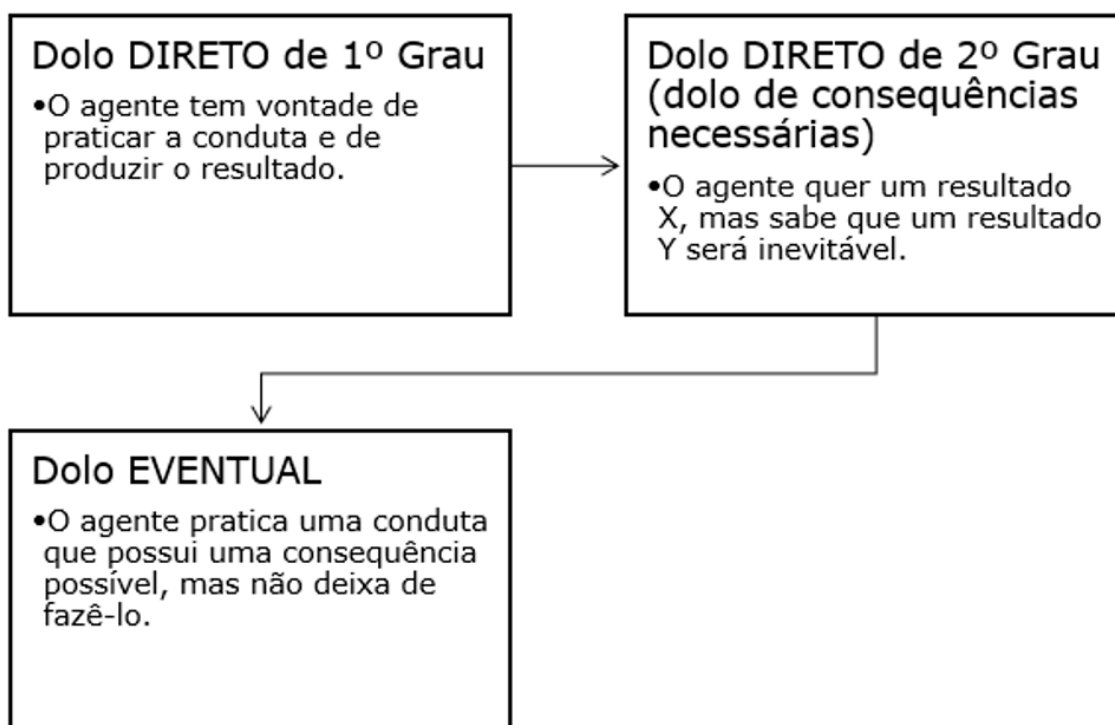 Dolo DIRETO de 1º Grau
•O agente tem vontade de
praticar a conduta e de
produzir o resultado.
Dolo DIRETO de 2º Grau
(dolo de consequências
necessárias)
•O agente quer um resultado
X, mas sabe que um resultado
Y será inevitável.
Dolo EVENTUAL
•O agente pratica uma conduta
que possui uma consequência
possível, mas não deixa de
fazê-lo.